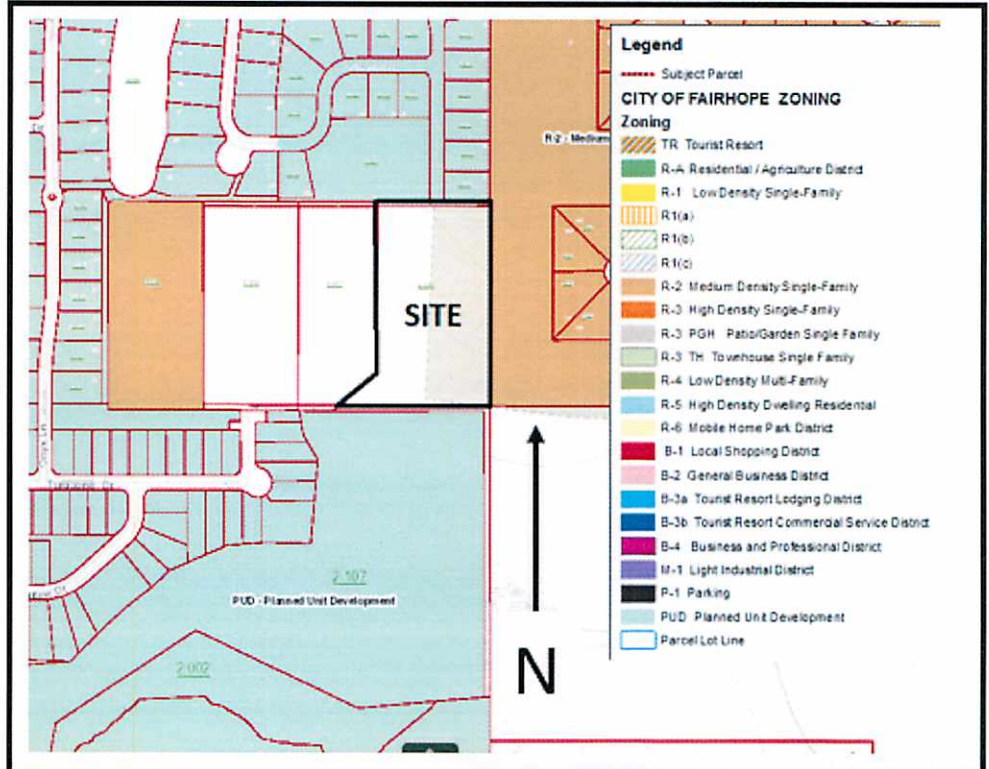 Legend
Subject Parcel
CITY OF FAIRHOPE ZONING
Zoning
TR Tourist Resort
R-A Residential / Agriculture District
R-1 Low Density Single-Family
R1(a)
R1(b)
R1(c)
R-2 Medium Density Single-Family
R-3 High Density Single-Family
R-3 PGH Patio/Garden Single Family
R-3 TH Townhouse Single Family
R-4 Low Density Multi-Family
R-5 High Density Dwelling Residential
R-6 Mobile Home Park District
B-1 Local Shopping District
B-2 General Business District
B-3a Tourist Resort Lodging District
B-3b Tourist Resort Commercial Service District
B-4 Business and Professional District
M-1 Light Industrial District
P-1 Parking
PUD Planned Unit Development
Parcel Lot Line
R-2 - Medium
SITE
2.107
PUD - Planned Unit Development
2.002
N